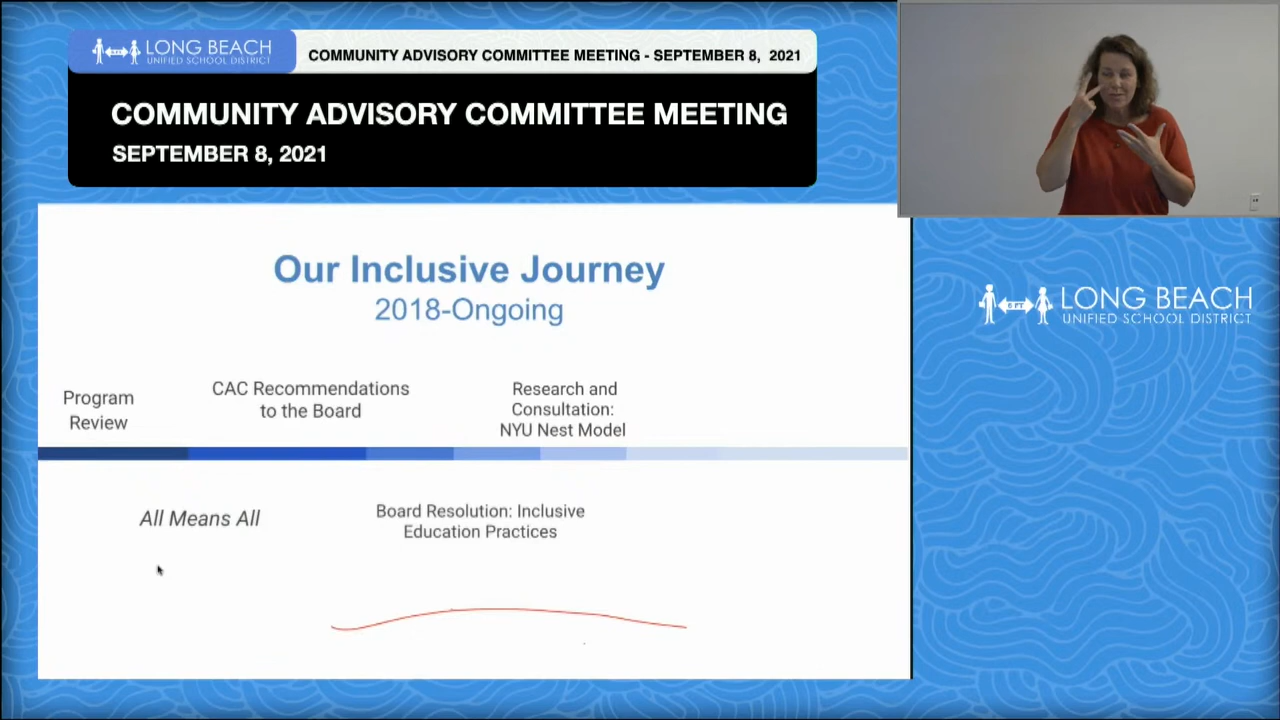 LONG BEACH
UNIFIED SCHOOL DISTRICT
COMMUNITY ADVISORY COMMITTEE MEETING - SEPTEMBER 8, 2021
COMMUNITY ADVISORY COMMITTEE MEETING
SEPTEMBER 8, 2021
Our Inclusive Journey
2018-Ongoing
Program
Review
CAC Recommendations
to the Board
Research and
Consultation:
NYU Nest Model
All Means All
Board Resolution: Inclusive
Education Practices
6 FT
LONG BEACH
UNIFIED SCHOOL DISTRICT